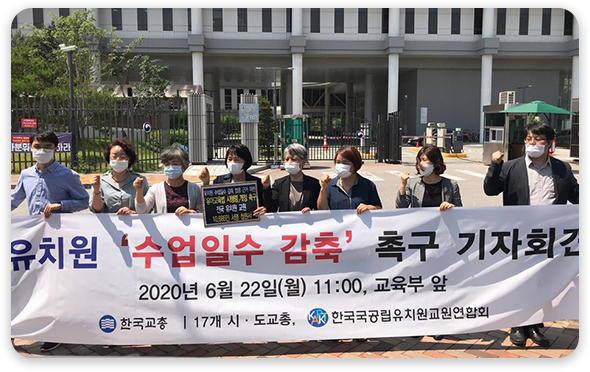 유치원 '수업일수 감축' 촉구 기자회견
2020년 6월 22일(월) 11:00, 교육부 앞
한국교총 | 17개 시·도교총, 한국국공립유치원교원연합회